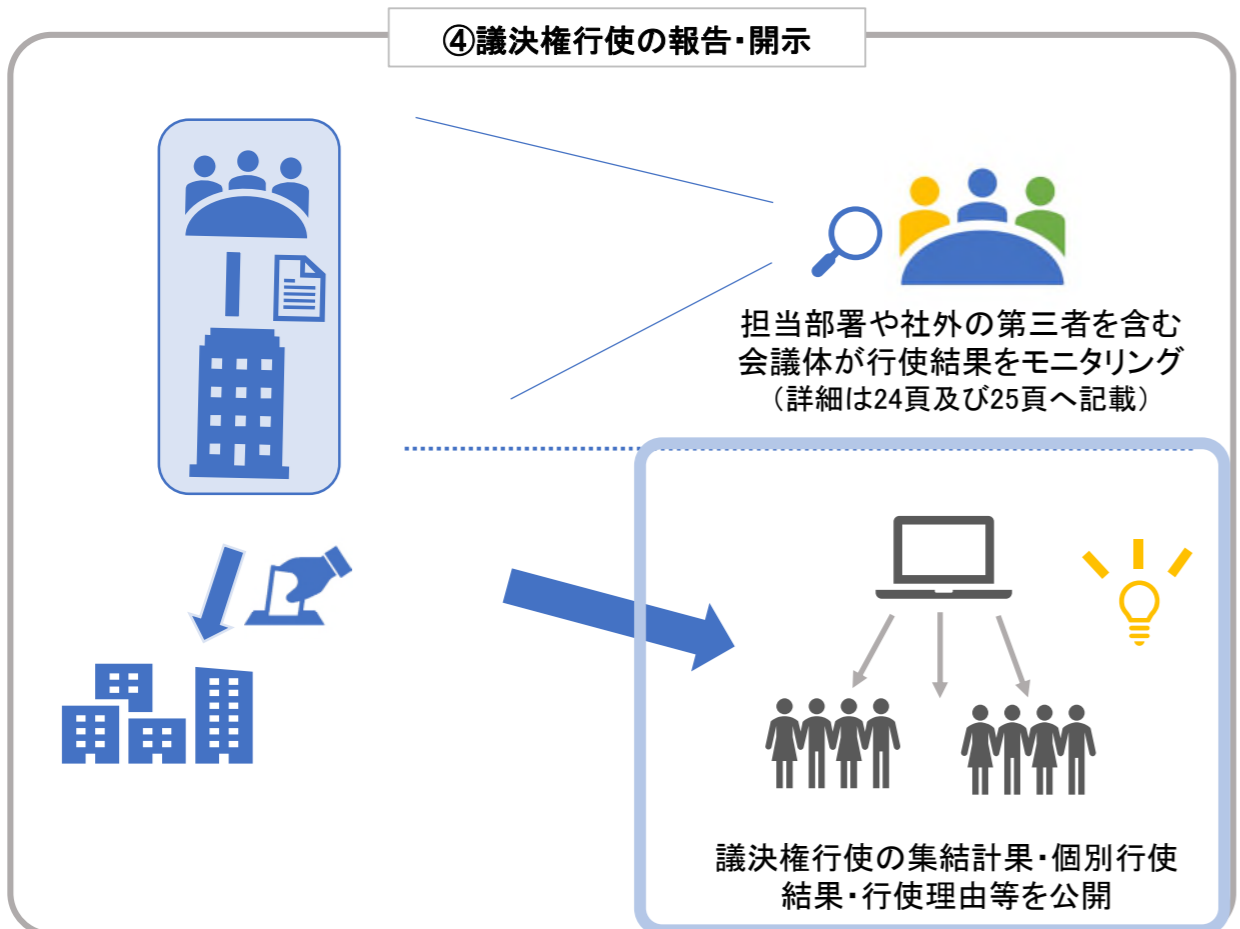 ④議決権行使の報告・開示
担当部署や社外の第三者を含む
会議体が行使結果をモニタリング
（詳細は24頁及び25頁へ記載）
議決権行使の集結計果・個別行使
結果・行使理由等を公開